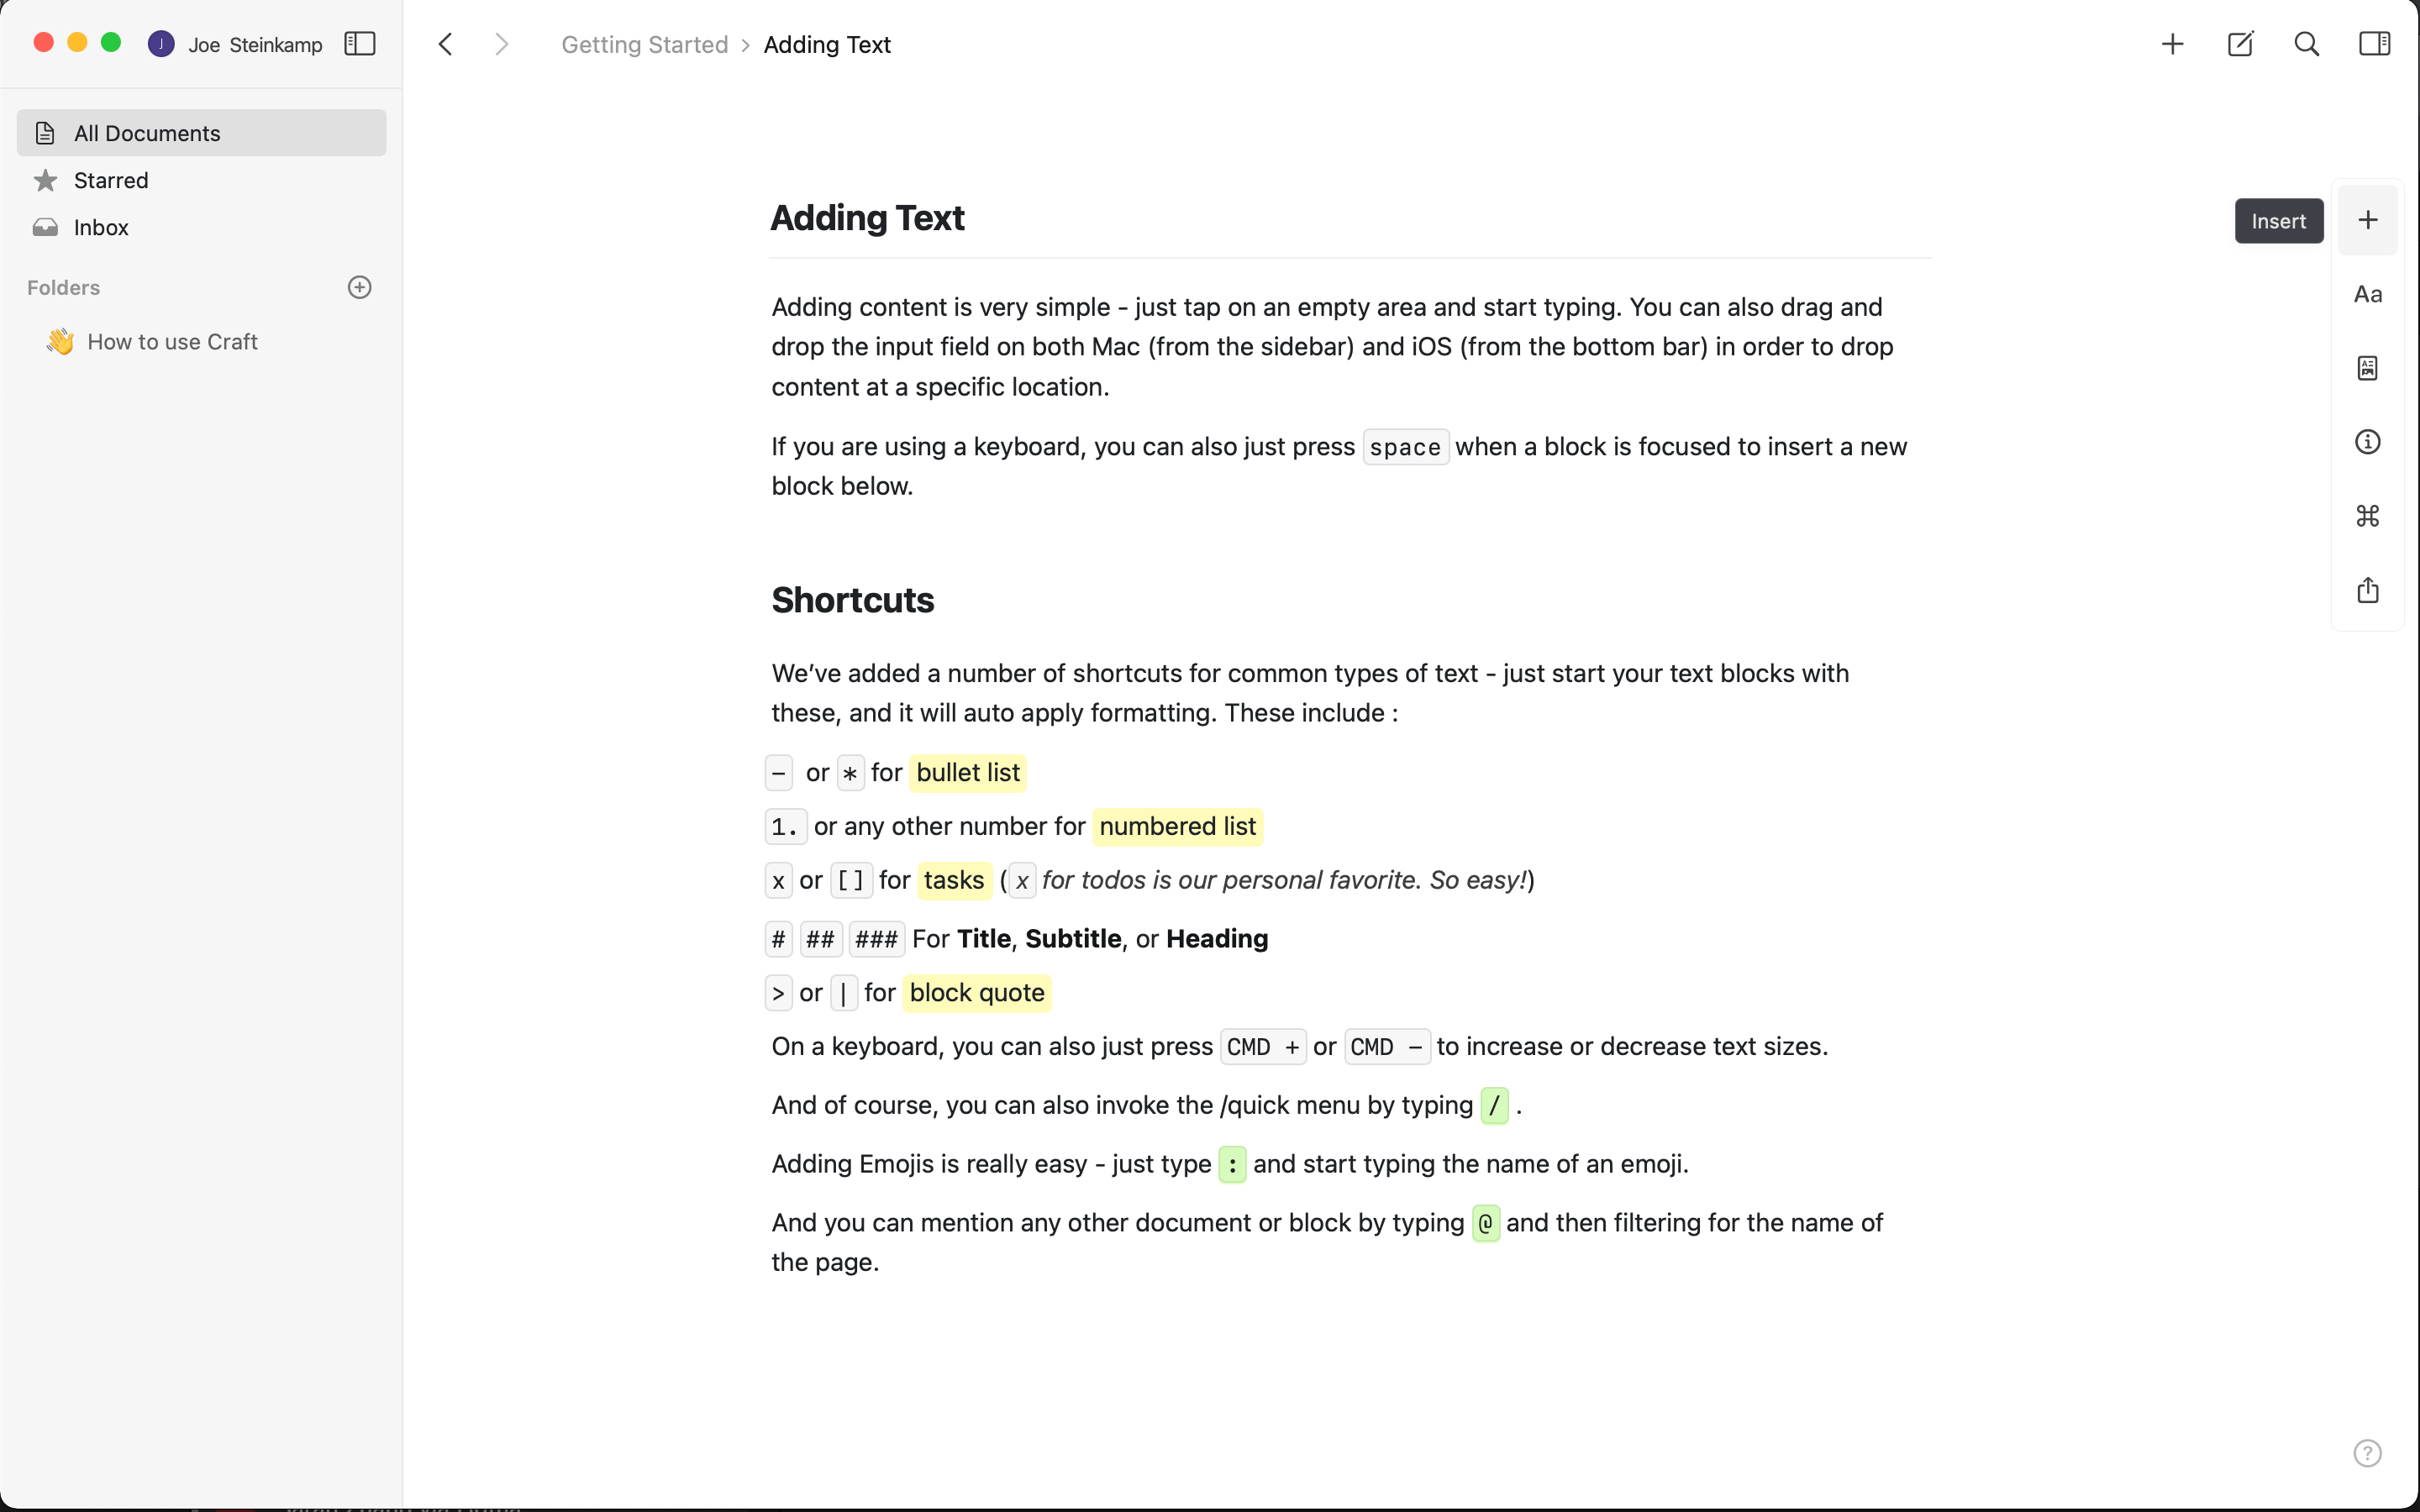 J Joe Steinkamp
Getting Started > Adding Text
All Documents
Starred
Inbox
Folders
👋 How to use Craft
Adding Text
Insert
Aa
Adding content is very simple - just tap on an empty area and start typing. You can also drag and
drop the input field on both Mac (from the sidebar) and iOS (from the bottom bar) in order to drop
content at a specific location.
If you are using a keyboard, you can also just press space when a block is focused to insert a new
block below.
Shortcuts
We’ve added a number of shortcuts for common types of text - just start your text blocks with
these, and it will auto apply formatting. These include :
- or * for bullet list
1. or any other number for numbered list
x or [] for tasks (x for todos is our personal favorite. So easy!)
# ## ### For Title, Subtitle, or Heading
> or | for block quote
On a keyboard, you can also just press CMD + or CMD - to increase or decrease text sizes.
And of course, you can also invoke the /quick menu by typing / .
Adding Emojis is really easy - just type : and start typing the name of an emoji.
And you can mention any other document or block by typing @ and then filtering for the name of
the page.
?